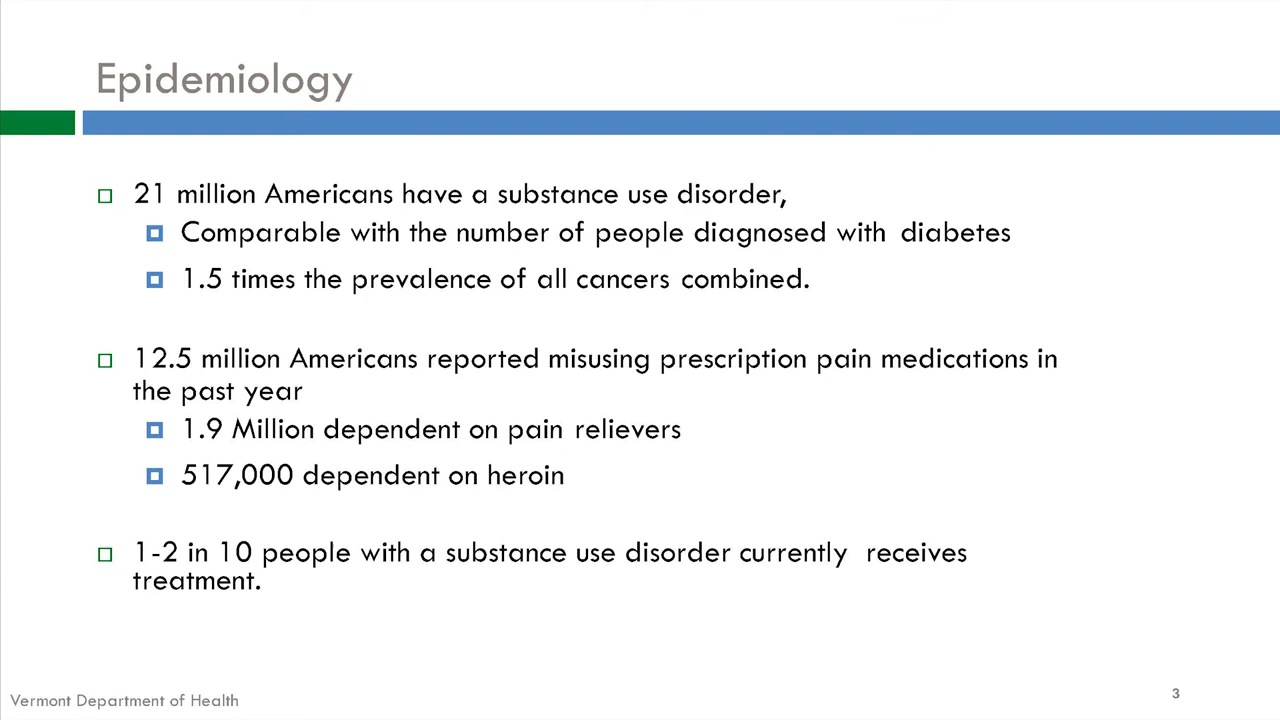 Epidemiology
21 million Americans have a substance use disorder,
Comparable with the number of people diagnosed with diabetes
1.5 times the prevalence of all cancers combined.
12.5 million Americans reported misusing prescription pain medications in
the past year
1.9 Million dependent on pain relievers
517,000 dependent on heroin
1-2 in 10 people with a substance use disorder currently receives
treatment.
Vermont Department of Health
3